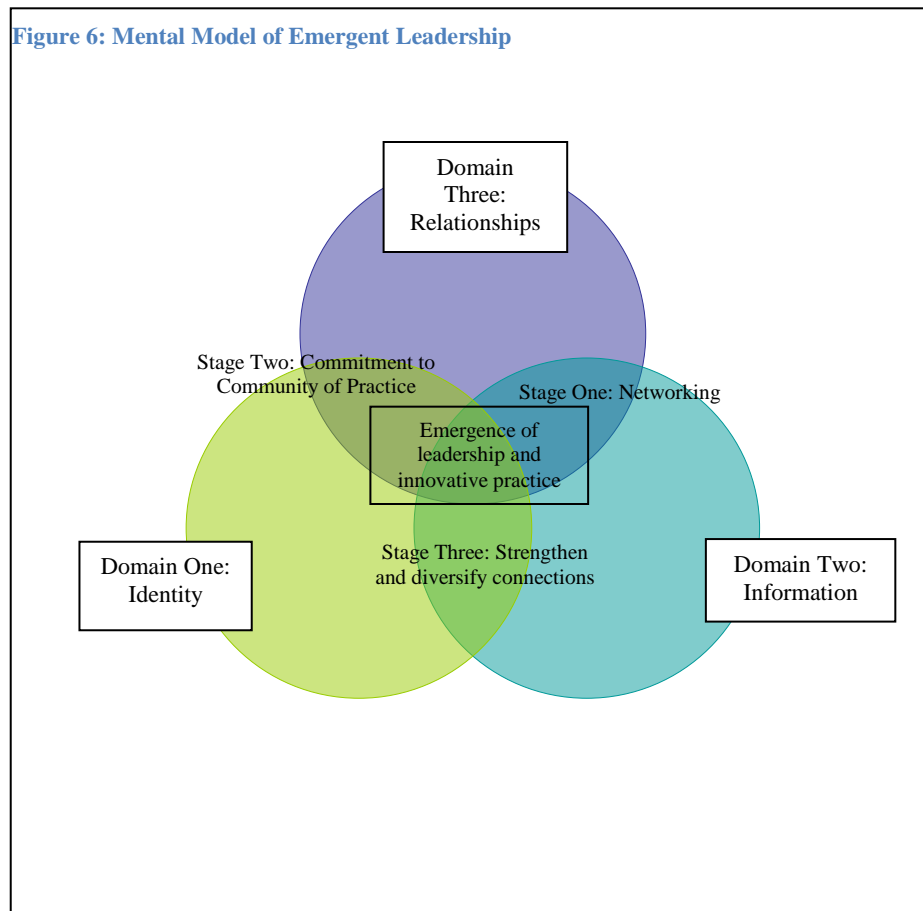 Figure 6: Mental Model of Emergent Leadership
Domain
Three:
Relationships
Stage Two: Commitment to
Community of Practice
Stage One: Networking
Emergence of
leadership and
innovative practice
Stage Three: Strengthen
and diversify connections
Domain One:
Identity
Domain Two:
Information